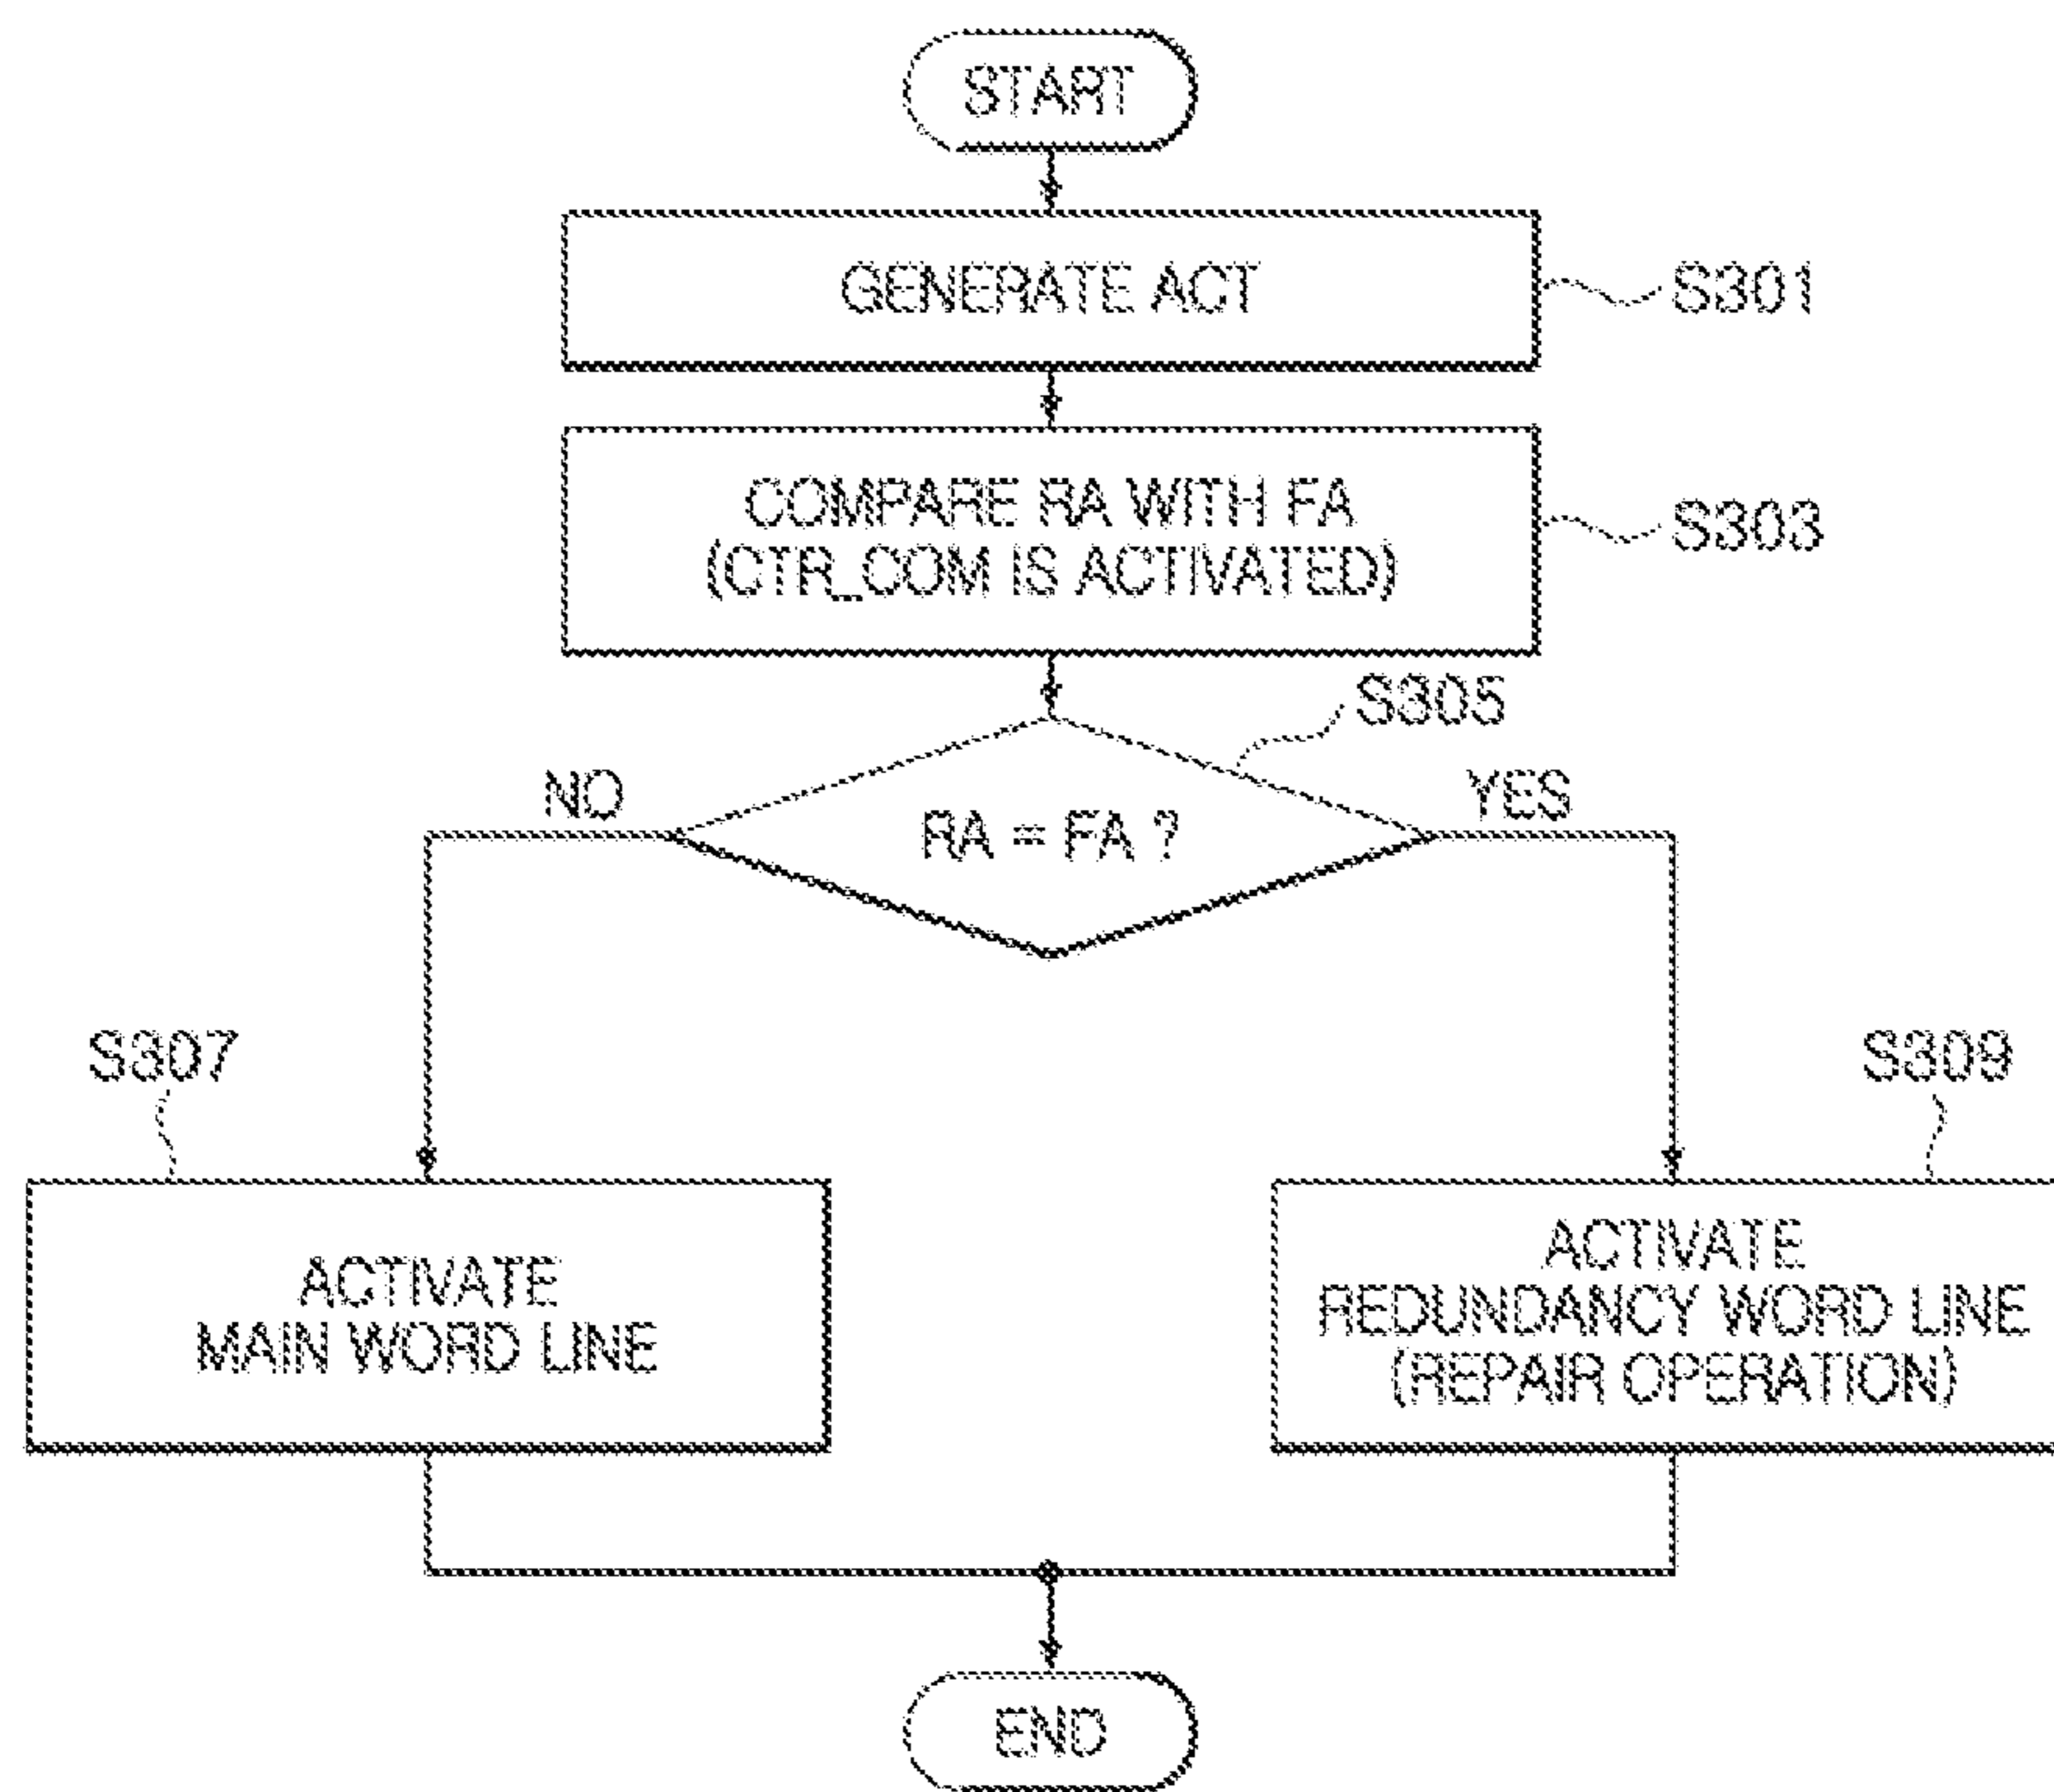 START
GENERATE ACT
S301
COMPARE RA WITH FA
(CTR_COM IS ACTIVATED)
S303
S305
NO
YES
RA = FA ?
S307
S309
ACTIVATE
MAIN WORD LINE
ACTIVATE
REDUNDANCY WORD LINE
(REPAIR OPERATION)
END